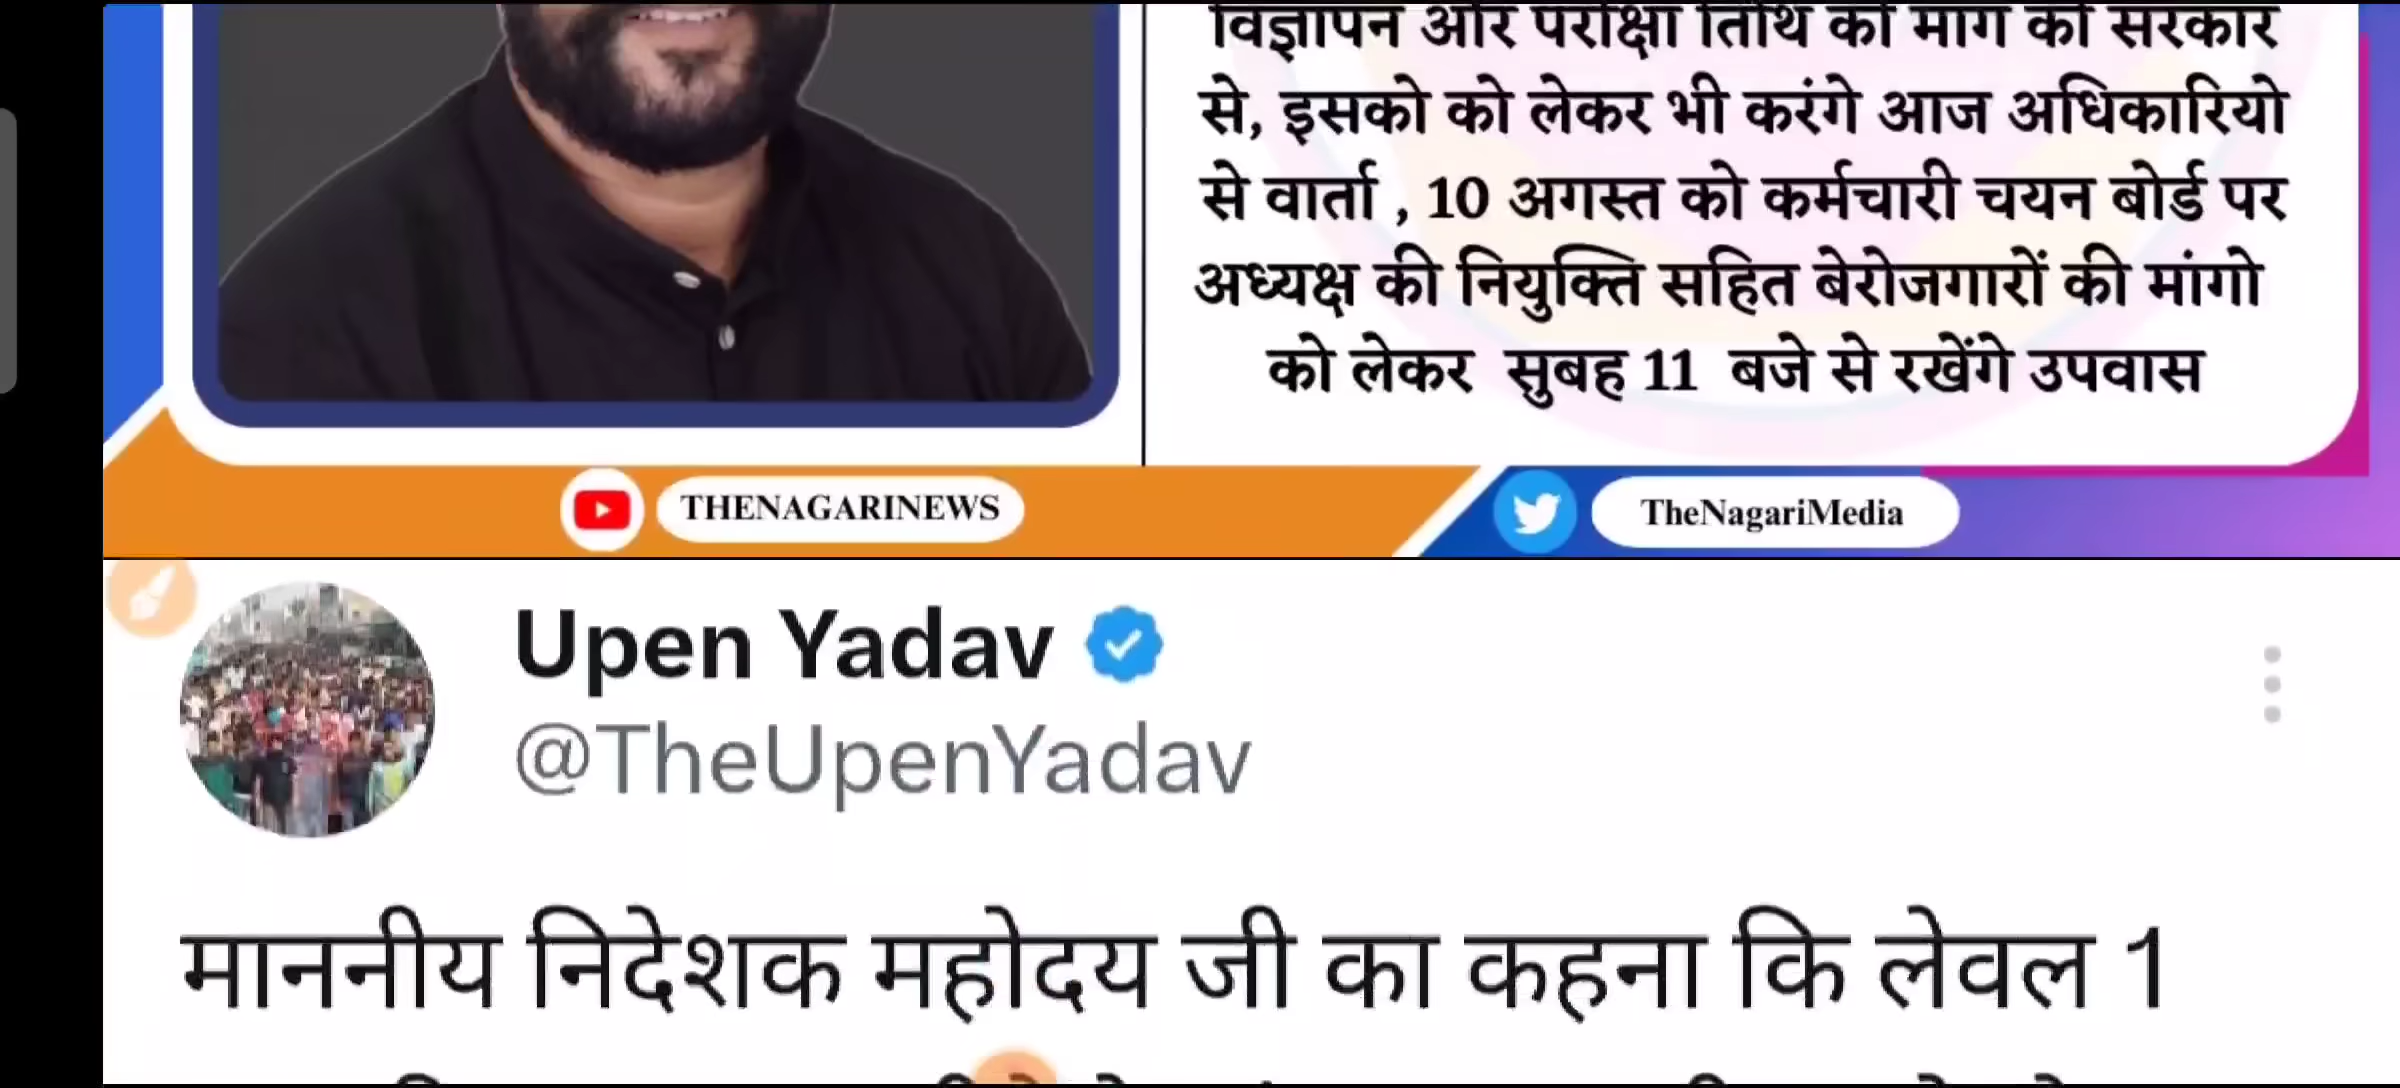 विज्ञापन और परीक्षा तिथि की मांग की सरकार
से, इसको को लेकर भी करंगे आज अधिकारियो
से वार्ता , 10 अगस्त को कर्मचारी चयन बोर्ड पर
अध्यक्ष की नियुक्ति सहित बेरोजगारों की मांगो
को लेकर सुबह 11 बजे से रखेंगे उपवास
THENAGARINEWS
TheNagariMedia
Upen Yadav
@TheUpenYadav
माननीय निदेशक महोदय जी का कहना कि लेवल 1